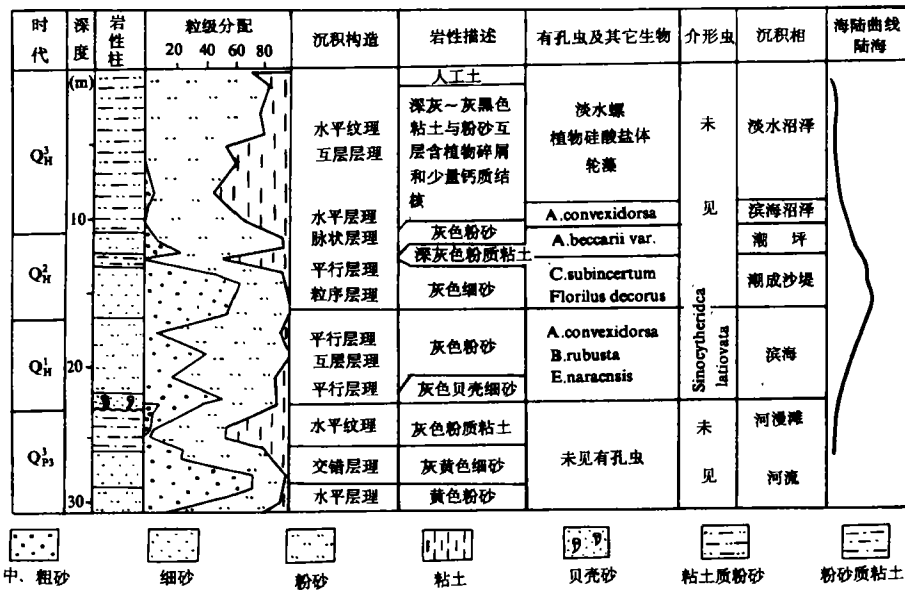 时代 深度 岩性柱 粒级分配 沉积构造 岩性描述 有孔虫及其它生物 介形虫 沉积相 海陆曲线
20 40 60 80
陆海
(m)
人工土
深灰~灰黑色
粘土与粉砂互
层含植物碎屑
和少量钙质结
核
水平纹理
互层层理
淡水螺
植物硅酸盐体
轮藻
未
见
淡水沼泽
Q³H
水平层理
A.convexidorsa
滨海沼泽
10
脉状层理
灰色粉砂
A.beccarii var.
潮坪
深灰色粉质粘土
Q²H
平行层理
粒序层理
灰色细砂
C.subincertum
Florilus decorus
潮成沙堤
Q¹H
平行层理
互层层理
灰色粉砂
A.convexidorsa
B.rubusta
E.naraensis
Sinocytheridca
latiovata
滨海
20
平行层理
灰色贝壳细砂
水平纹理
灰色粉质粘土
未
河漫滩
Q³P3
交错层理
灰黄色细砂
未见有孔虫
见
河流
30
水平层理
黄色粉砂
中、粗砂 细砂 粉砂 粘土 贝壳砂 粘土质粉砂 粉砂质粘土